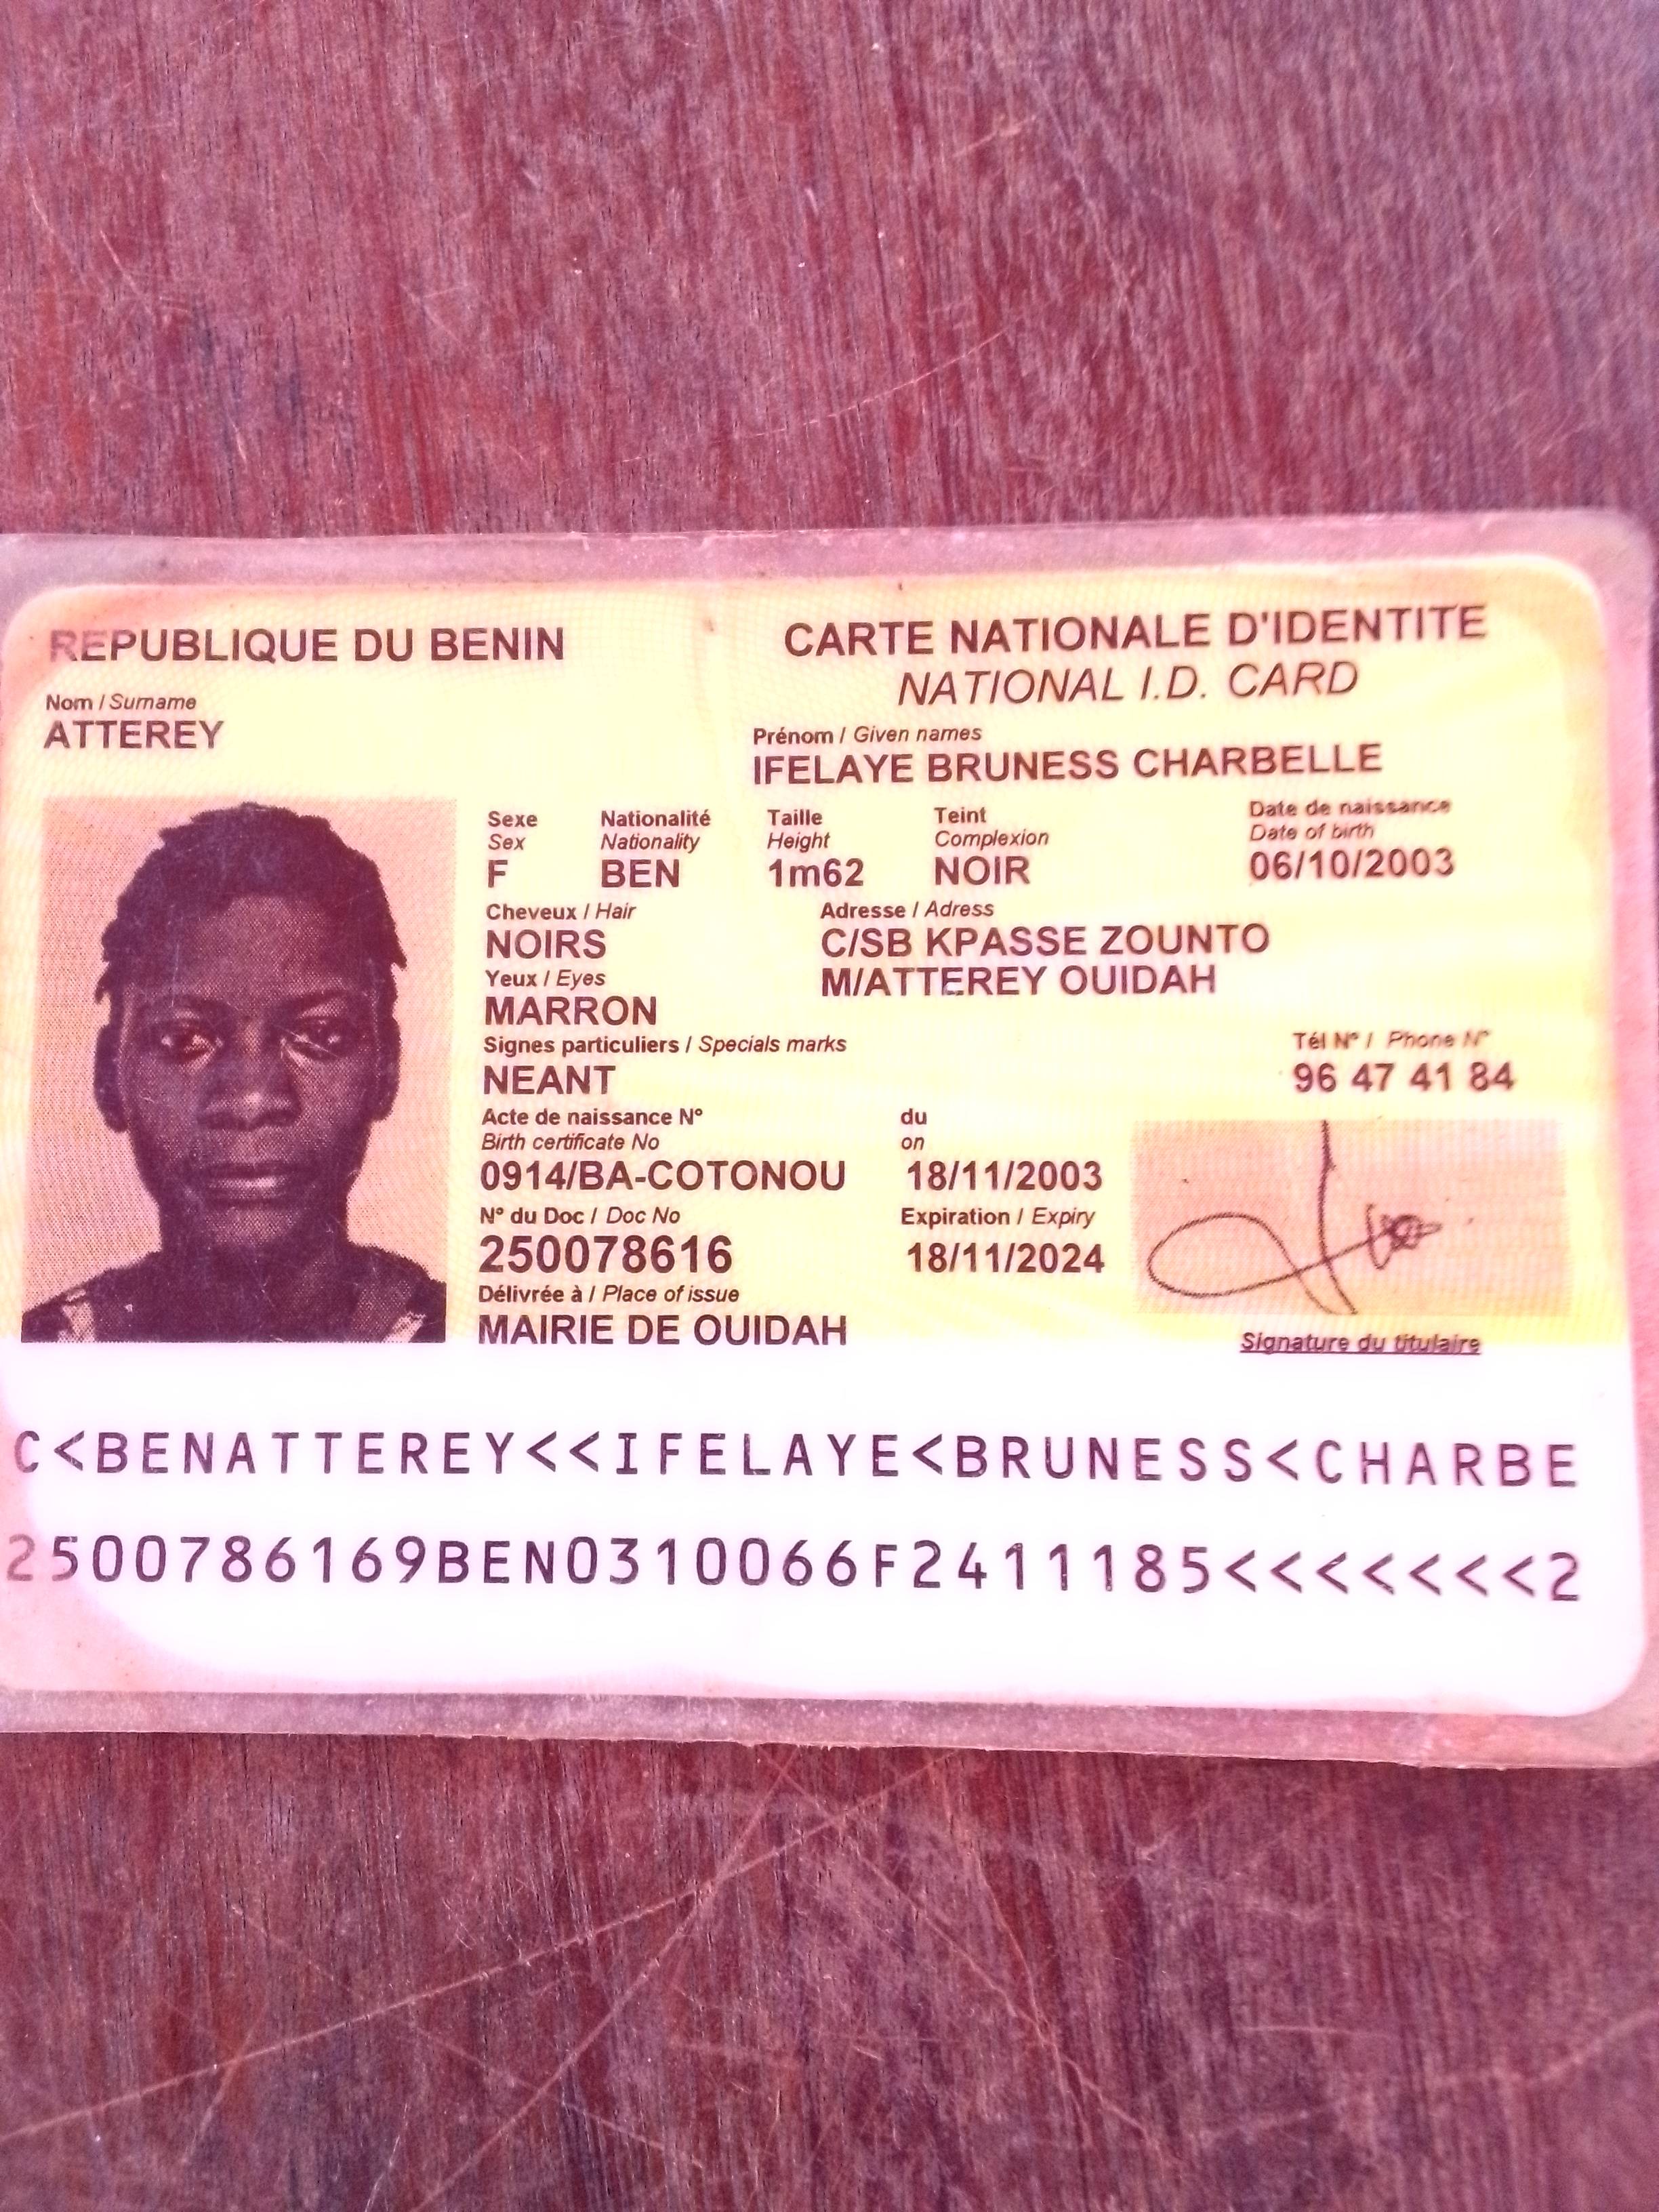 REPUBLIQUE DU BENIN
CARTE NATIONALE D'IDENTITE
NATIONAL I.D. CARD
Nom / Surname
ATTEREY
Prénom / Given names
IFELAYE BRUNESS CHARBELLE
Sexe Nationalité Taille Teint Date de naissance
Sex Nationality Height Complexion Date of birth
F BEN 1m62 NOIR 06/10/2003
Cheveux / Hair Adresse / Adress
NOIRS C/SB KPASSE ZOUNTO
Yeux / Eyes M/ATTEREY OUIDAH
MARRON
Signes particuliers / Specials marks Tél N° / Phone N°
NEANT 96 47 41 84
Acte de naissance N° du
Birth certificate No on
0914/BA-COTONOU 18/11/2003
N° du Doc / Doc No Expiration / Expiry
250078616 18/11/2024
Délivrée à / Place of issue
MAIRIE DE OUIDAH
Signature du titulaire
C<BENATTEREY<<IFELAYE<BRUNESS<CHARBE
2500786169BEN0310066F2411185<<<<<<<2